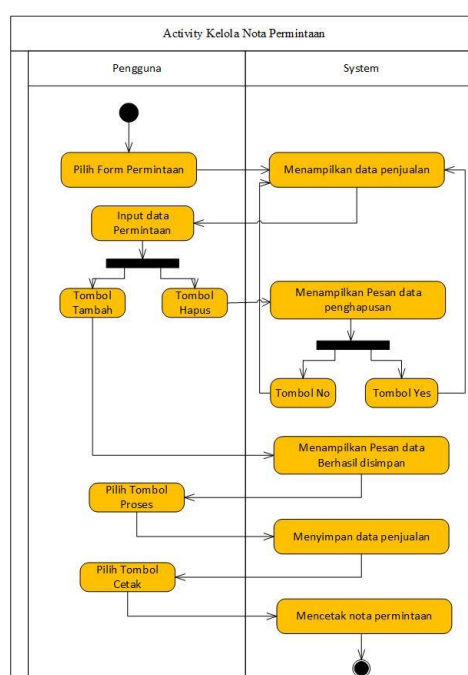 Activity Kelola Nota Permintaan
Pengguna
System
Pilih Form Permintaan
Menampilkan data penjualan
Input data
Permintaan
Tombol
Tambah
Tombol
Hapus
Menampilkan Pesan data
penghapusan
Tombol No
Tombol Yes
Menampilkan Pesan data
Berhasil disimpan
Pilih Tombol
Proses
Menyimpan data penjualan
Pilih Tombol
Cetak
Mencetak nota permintaan